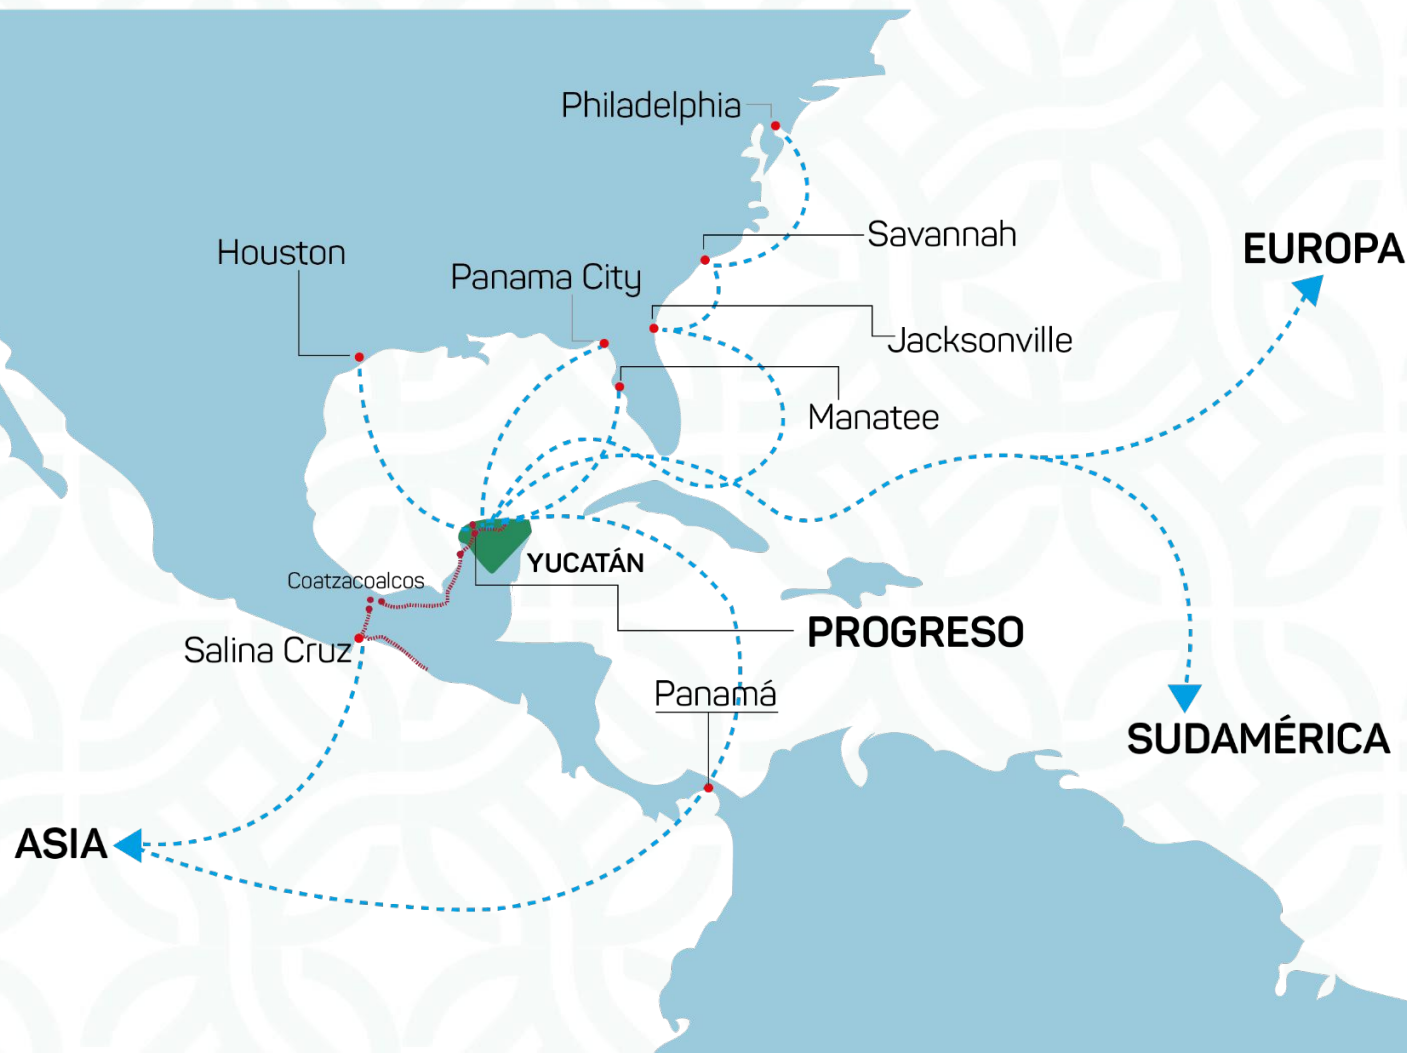 Philadelphia
Savannah
EUROPA
Houston
Panama City
Jacksonville
Manatee
YUCATÁN
Coatzacoalcos
PROGRESO
Salina Cruz
Panamá
SUDAMÉRICA
ASIA